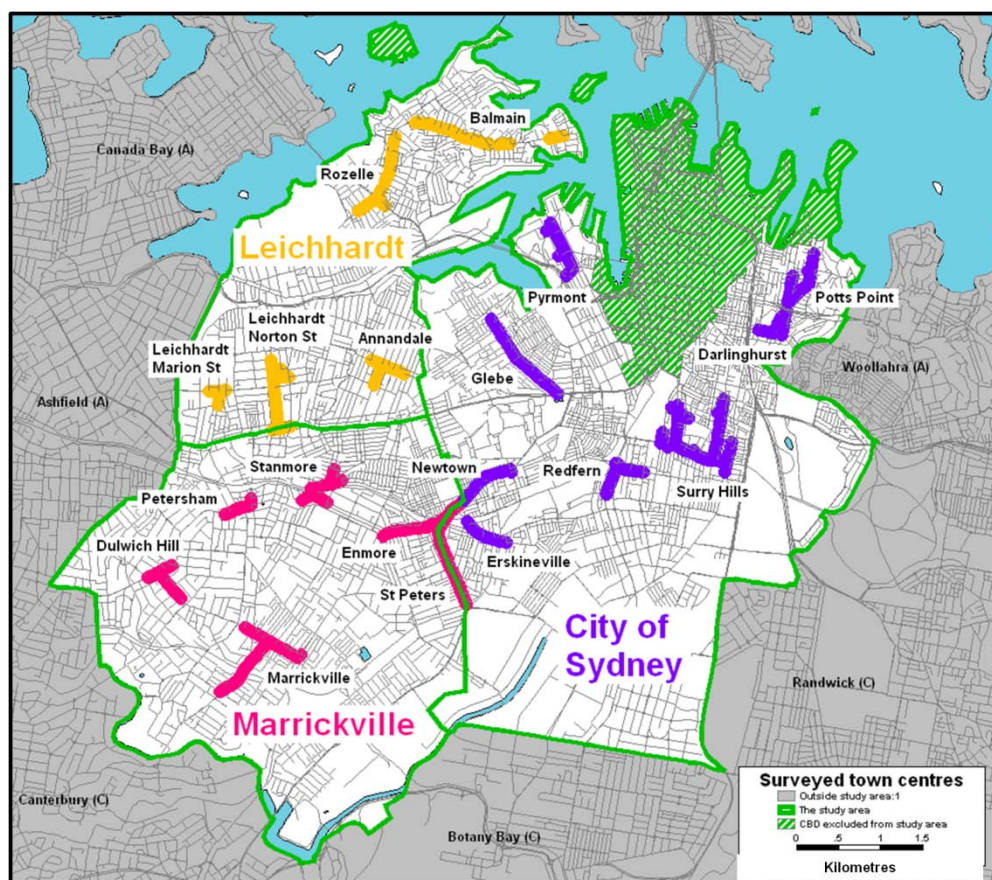 Canada Bay (A)
Balmain
Rozelle
Leichhardt
Pyrmont
Potts Point
Leichhardt
Norton St
Annandale
Leichhardt
Marion St
Darlinghurst
Woollahra (A)
Glebe
Ashfield (A)
Stanmore
Newtown
Redfern
Petersham
Surry Hills
Dulwich Hill
Enmore
Erskineville
St Peters
City of
Sydney
Marrickville
Randwick (C)
Marrickville
Canterbury (C)
Botany Bay (C)
Surveyed town centres
Outside study area:1
The study area
CBD excluded from study area
0 .5 1 1.5
Kilometres